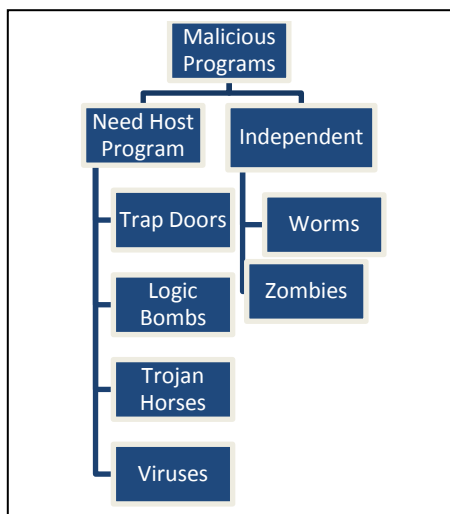 Malicious
Programs
Need Host
Program
Independent
Trap Doors
Logic
Bombs
Trojan
Horses
Viruses
Worms
Zombies